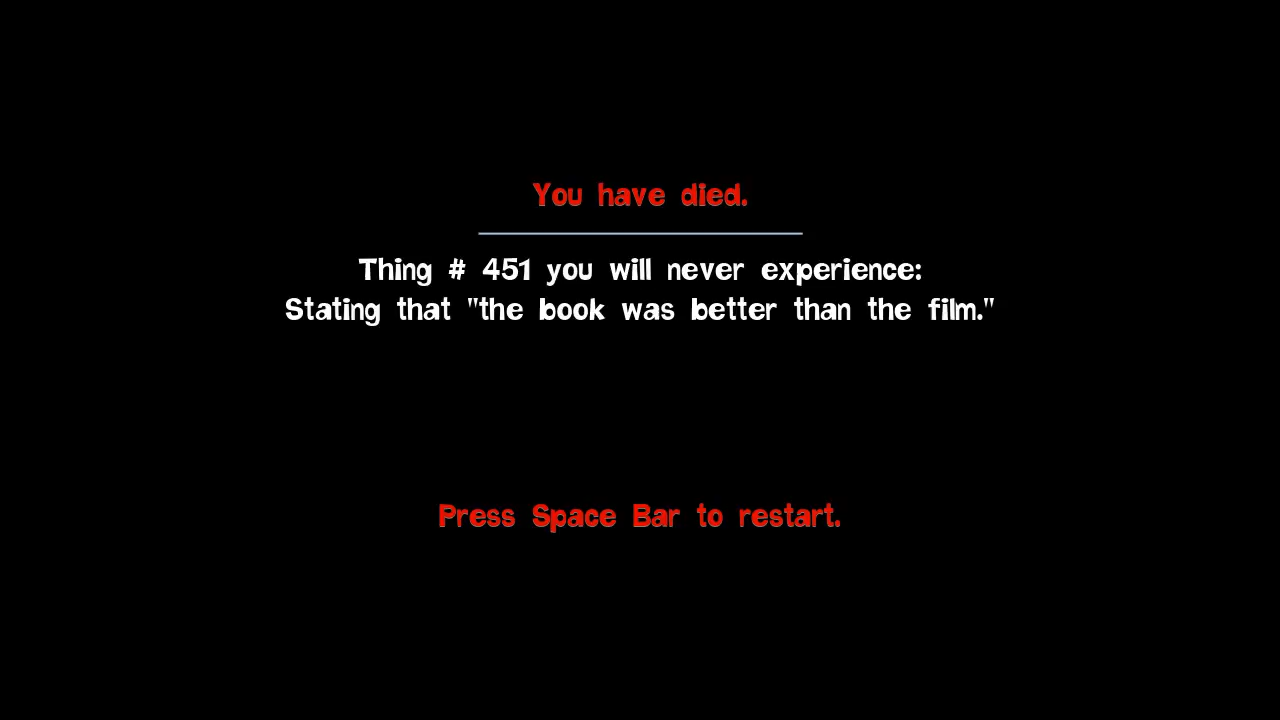 You have died.
Thing # 451 you will never experience:
Stating that "the book was better than the film."
Press Space Bar to restart.